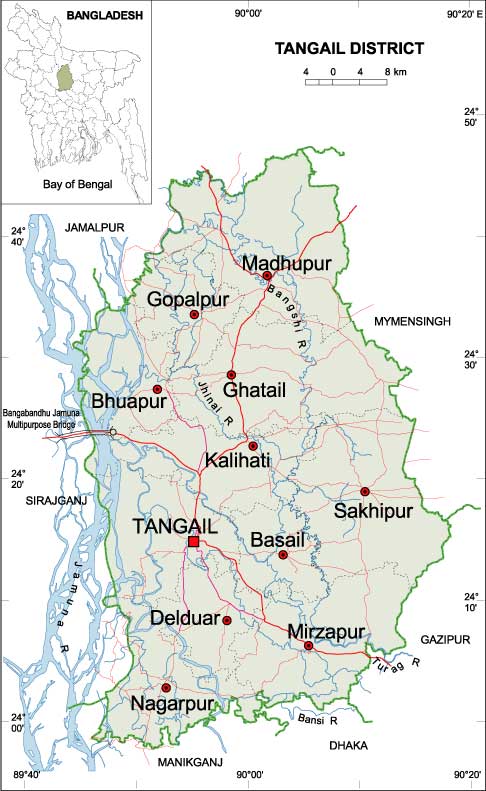 90° 00'
90° 20' E
BANGLADESH
Bay of Bengal
TANGAIL DISTRICT
4 0 4 8 km
24°
50'
24°
40'
JAMALPUR
Madhupur
Bangshi R
Gopalpur
MYMENSINGH
24°
30'
Ghatail
Jhinai R
Bhuapur
Bangabandhu Jamuna
Multipurpose Bridge
Kalihati
24°
20'
SIRAJGANJ
Sakhipur
TANGAIL
Basail
Jamuna R
24°
10'
Delduar
Mirzapur
GAZIPUR
Turag R
Nagarpur
24°
00'
Bansi R
DHAKA
MANIKGANJ
89° 40'
90° 00'
90° 20'